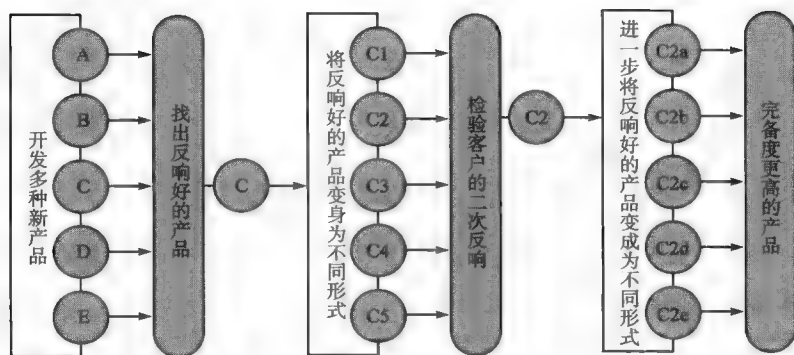 开发多种新产品
A
B
C
D
E
找出反响好的产品
C
将反响好的产品变身为不同形式
C1
C2
C3
C4
C5
检验客户的二次反响
C2
进一步将反响好的产品变成为不同形式
C2a
C2b
C2c
C2d
C2e
完备度更高的产品